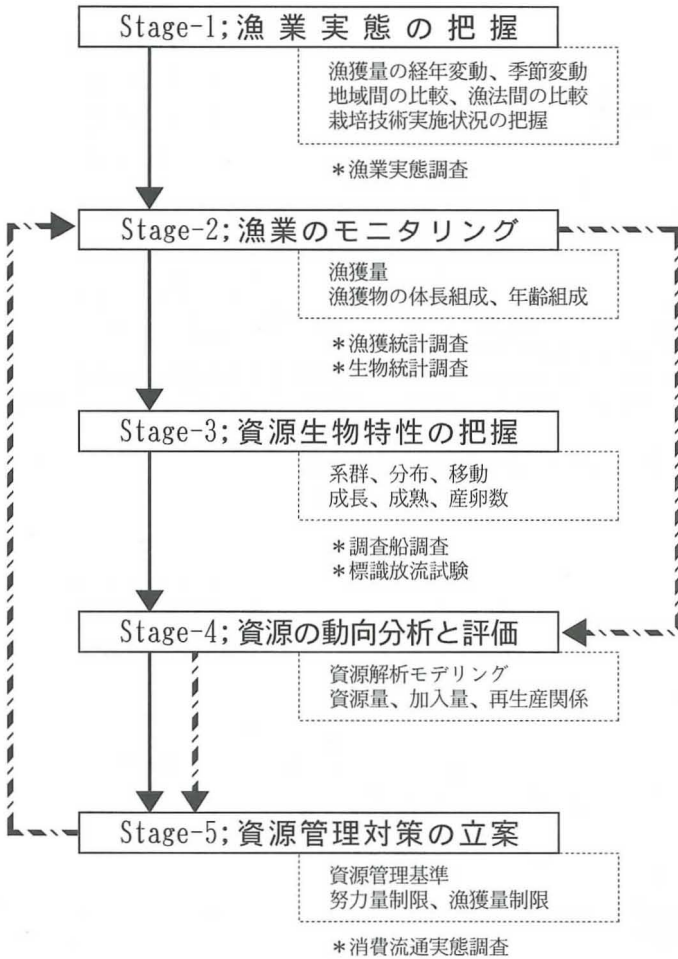 Stage-1;漁業実態の把握
漁獲量の経年変動、季節変動
地域間の比較、漁法間の比較
栽培技術実施状況の把握
*漁業実態調査
Stage-2;漁業のモニタリング
漁獲量
漁獲物の体長組成、年齢組成
*漁獲統計調査
*生物統計調査
Stage-3;資源生物特性の把握
系群、分布、移動
成長、成熟、産卵数
*調査船調査
*標識放流試験
Stage-4;資源の動向分析と評価
資源解析モデリング
資源量、加入量、再生産関係
Stage-5;資源管理対策の立案
資源管理基準
努力量制限、漁獲量制限
*消費流通実態調査